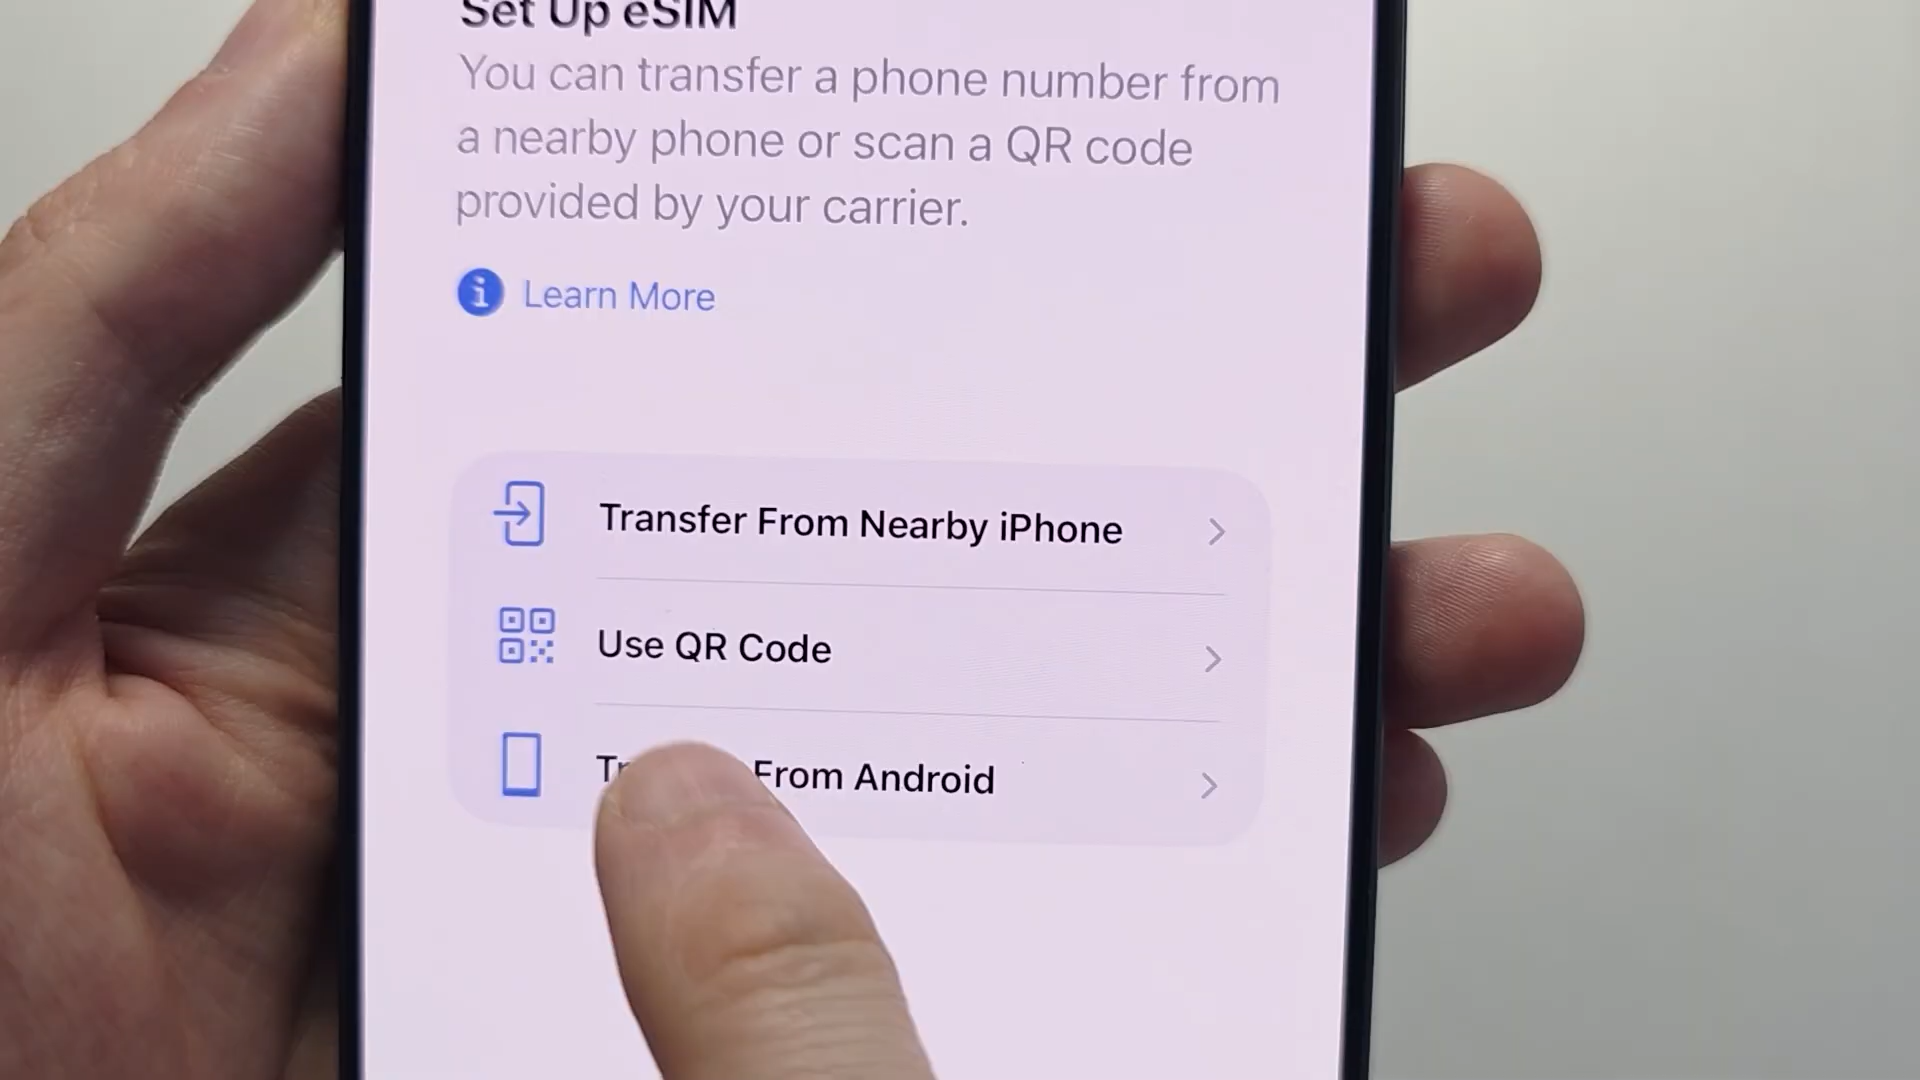 Set Up eSIM
You can transfer a phone number from
a nearby phone or scan a QR code
provided by your carrier.
Learn More
Transfer From Nearby iPhone
Use QR Code
From Android